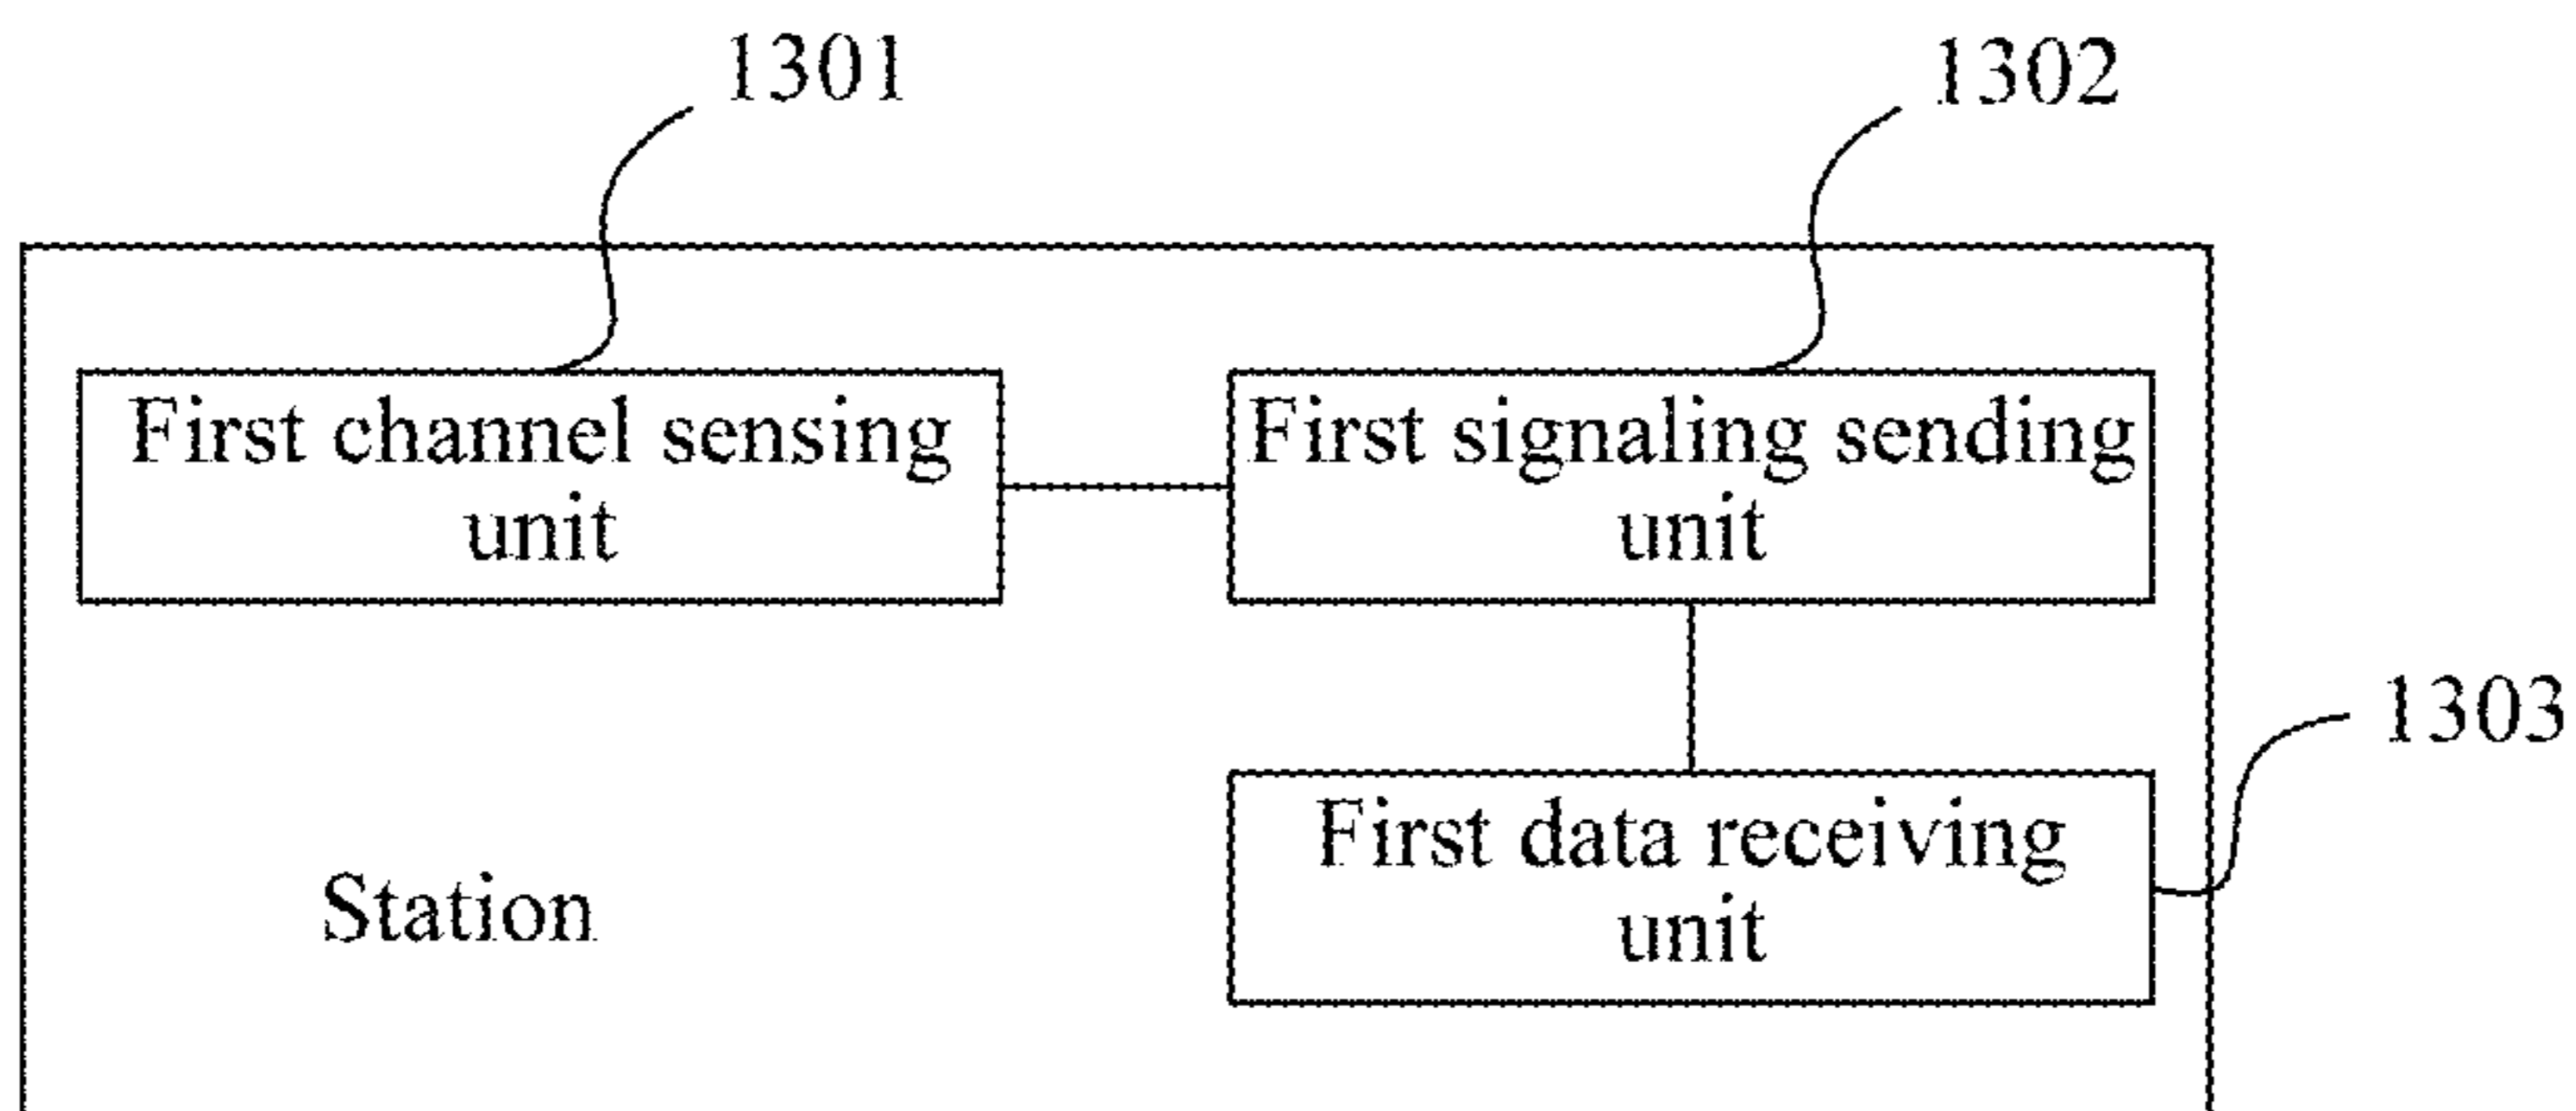 1301
1302
First channel sensing
unit
First signaling sending
unit
1303
First data receiving
unit
Station